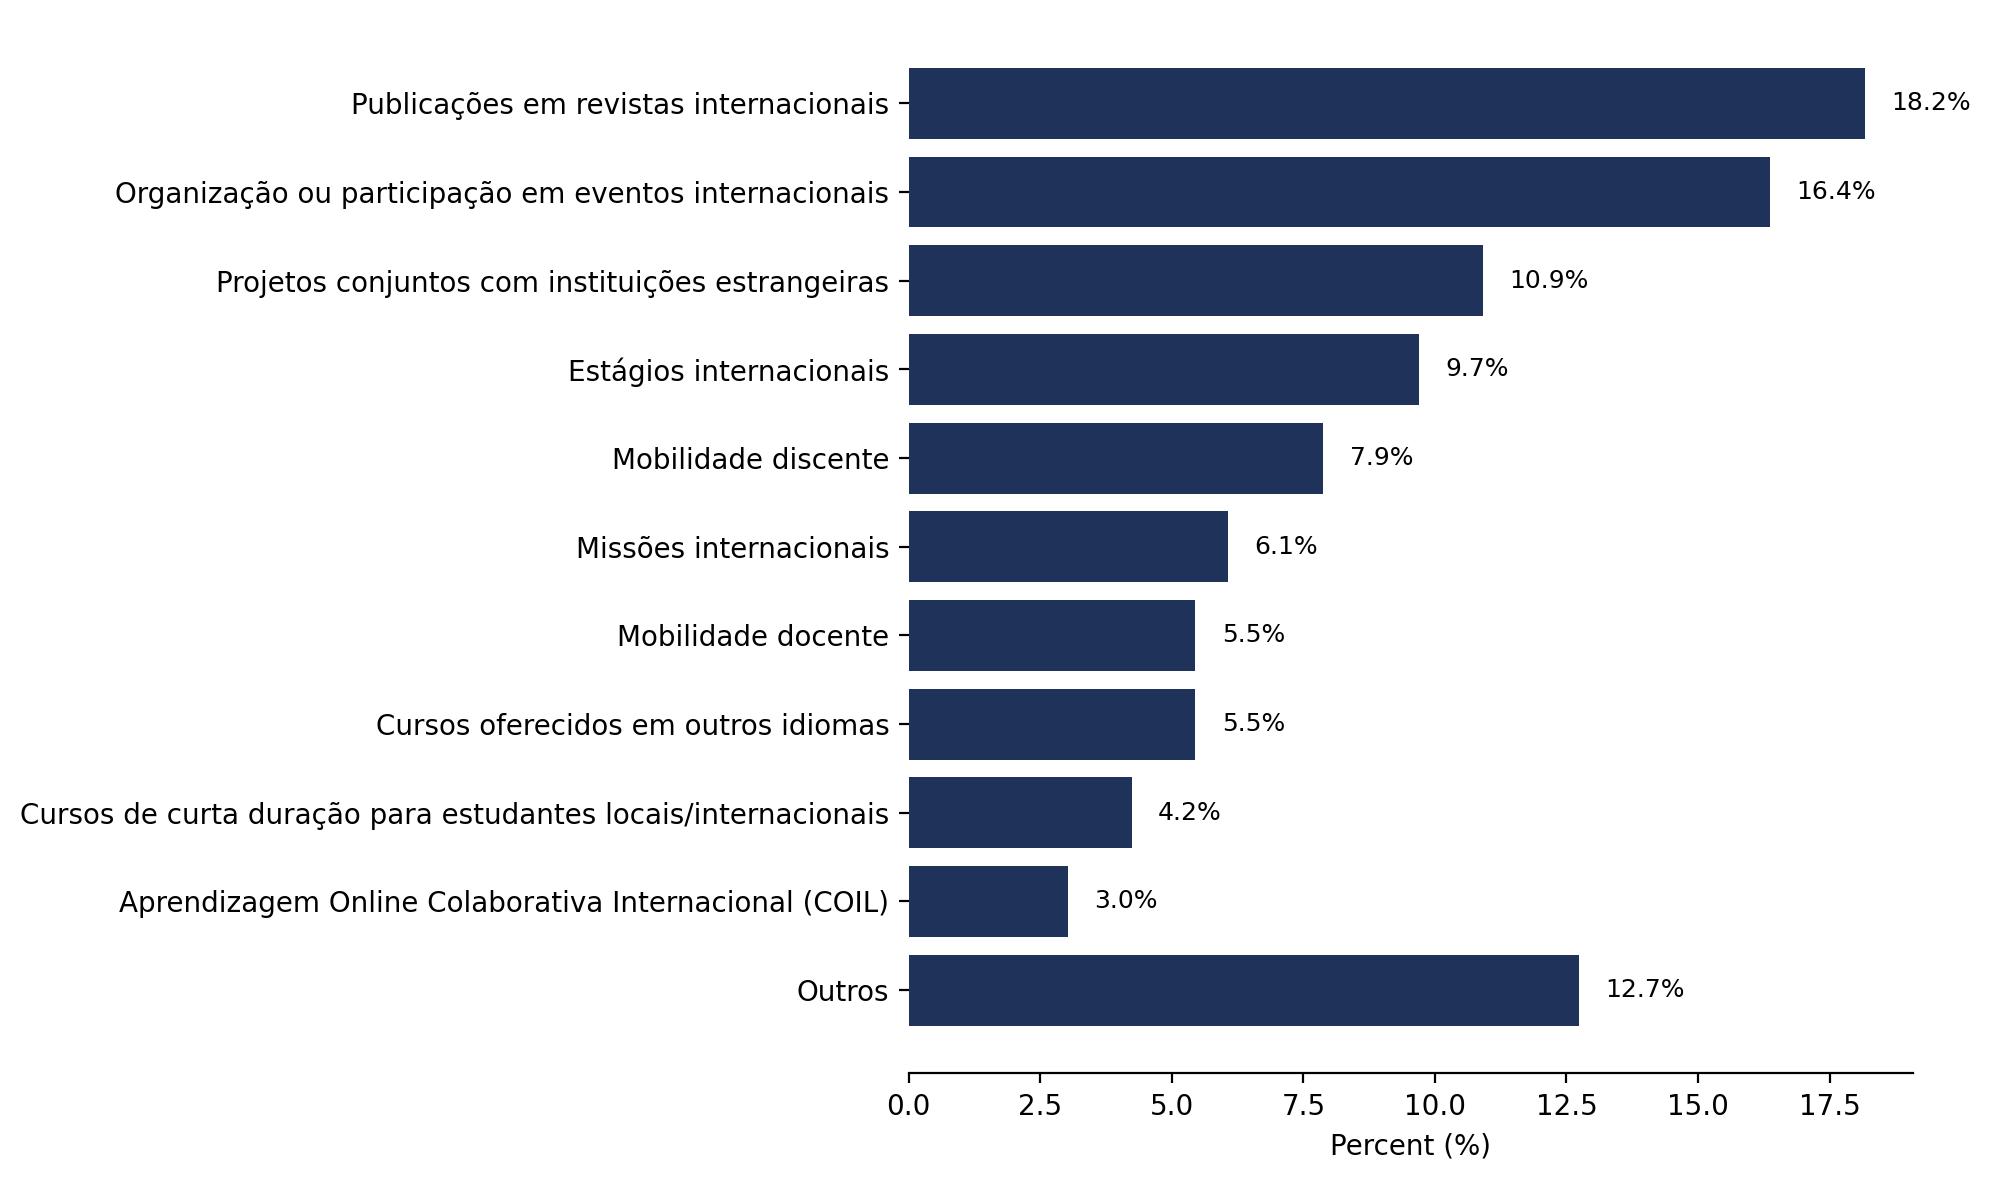 Publicações em revistas internacionais 18.2%
Organização ou participação em eventos internacionais 16.4%
Projetos conjuntos com instituições estrangeiras 10.9%
Estágios internacionais 9.7%
Mobilidade discente 7.9%
Missões internacionais 6.1%
Mobilidade docente 5.5%
Cursos oferecidos em outros idiomas 5.5%
Cursos de curta duração para estudantes locais/internacionais 4.2%
Aprendizagem Online Colaborativa Internacional (COIL) 3.0%
Outros 12.7%
0.0 2.5 5.0 7.5 10.0 12.5 15.0 17.5
Percent (%)